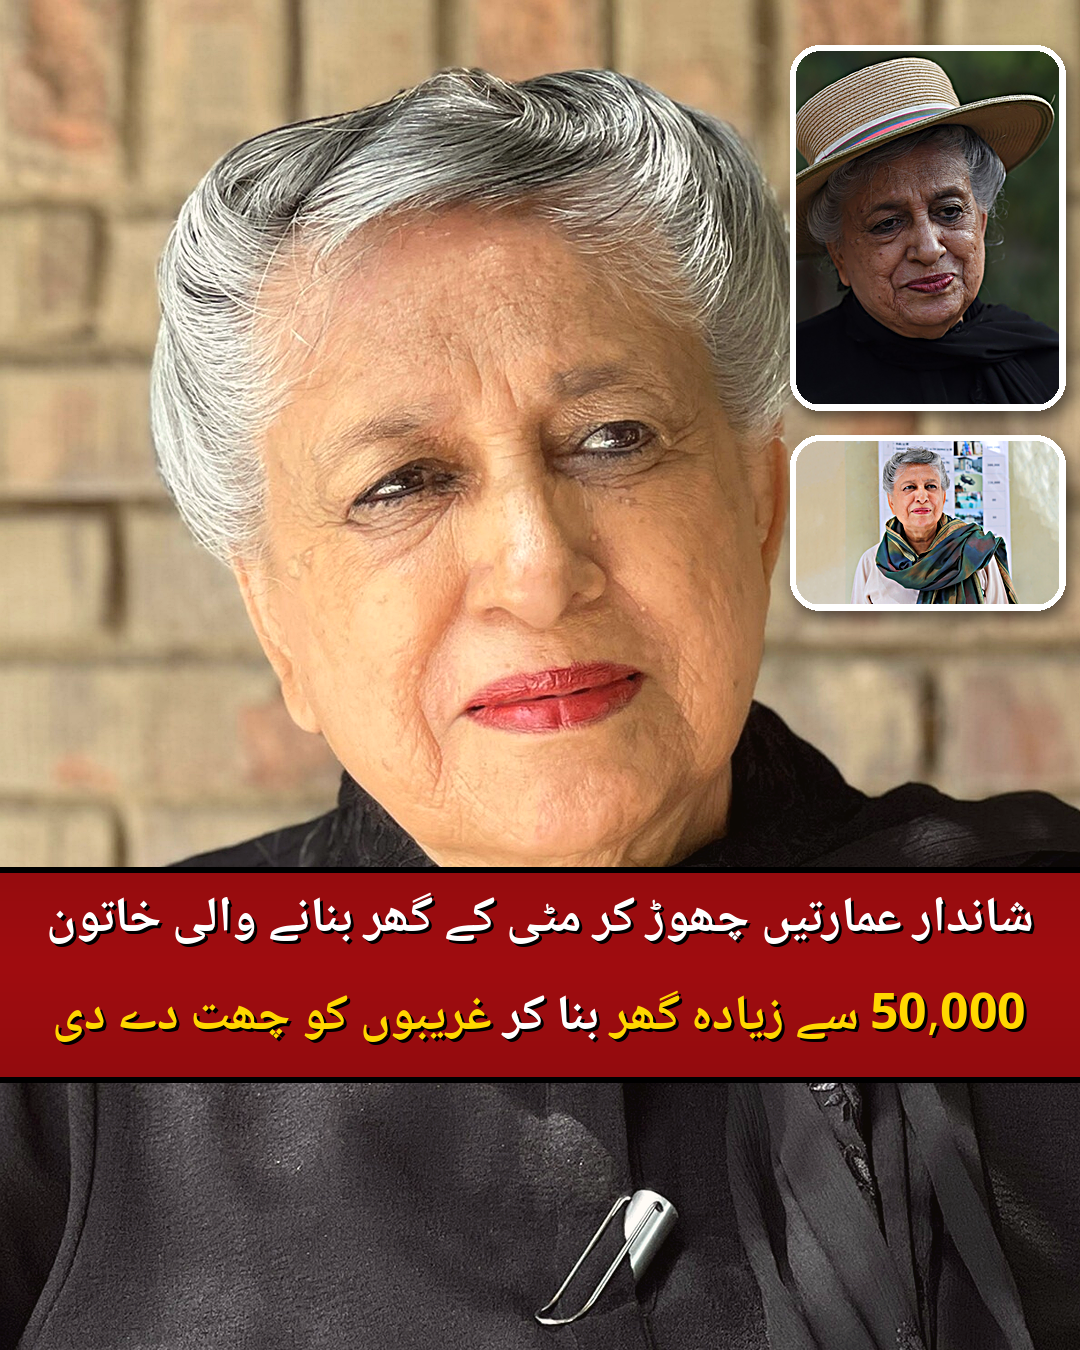 شاندار عمارتیں چھوڑ کر مٹی کے گھر بنانے والی خاتون
50,000 سے زیادہ گھر بنا کر غریبوں کو چھت دے دی